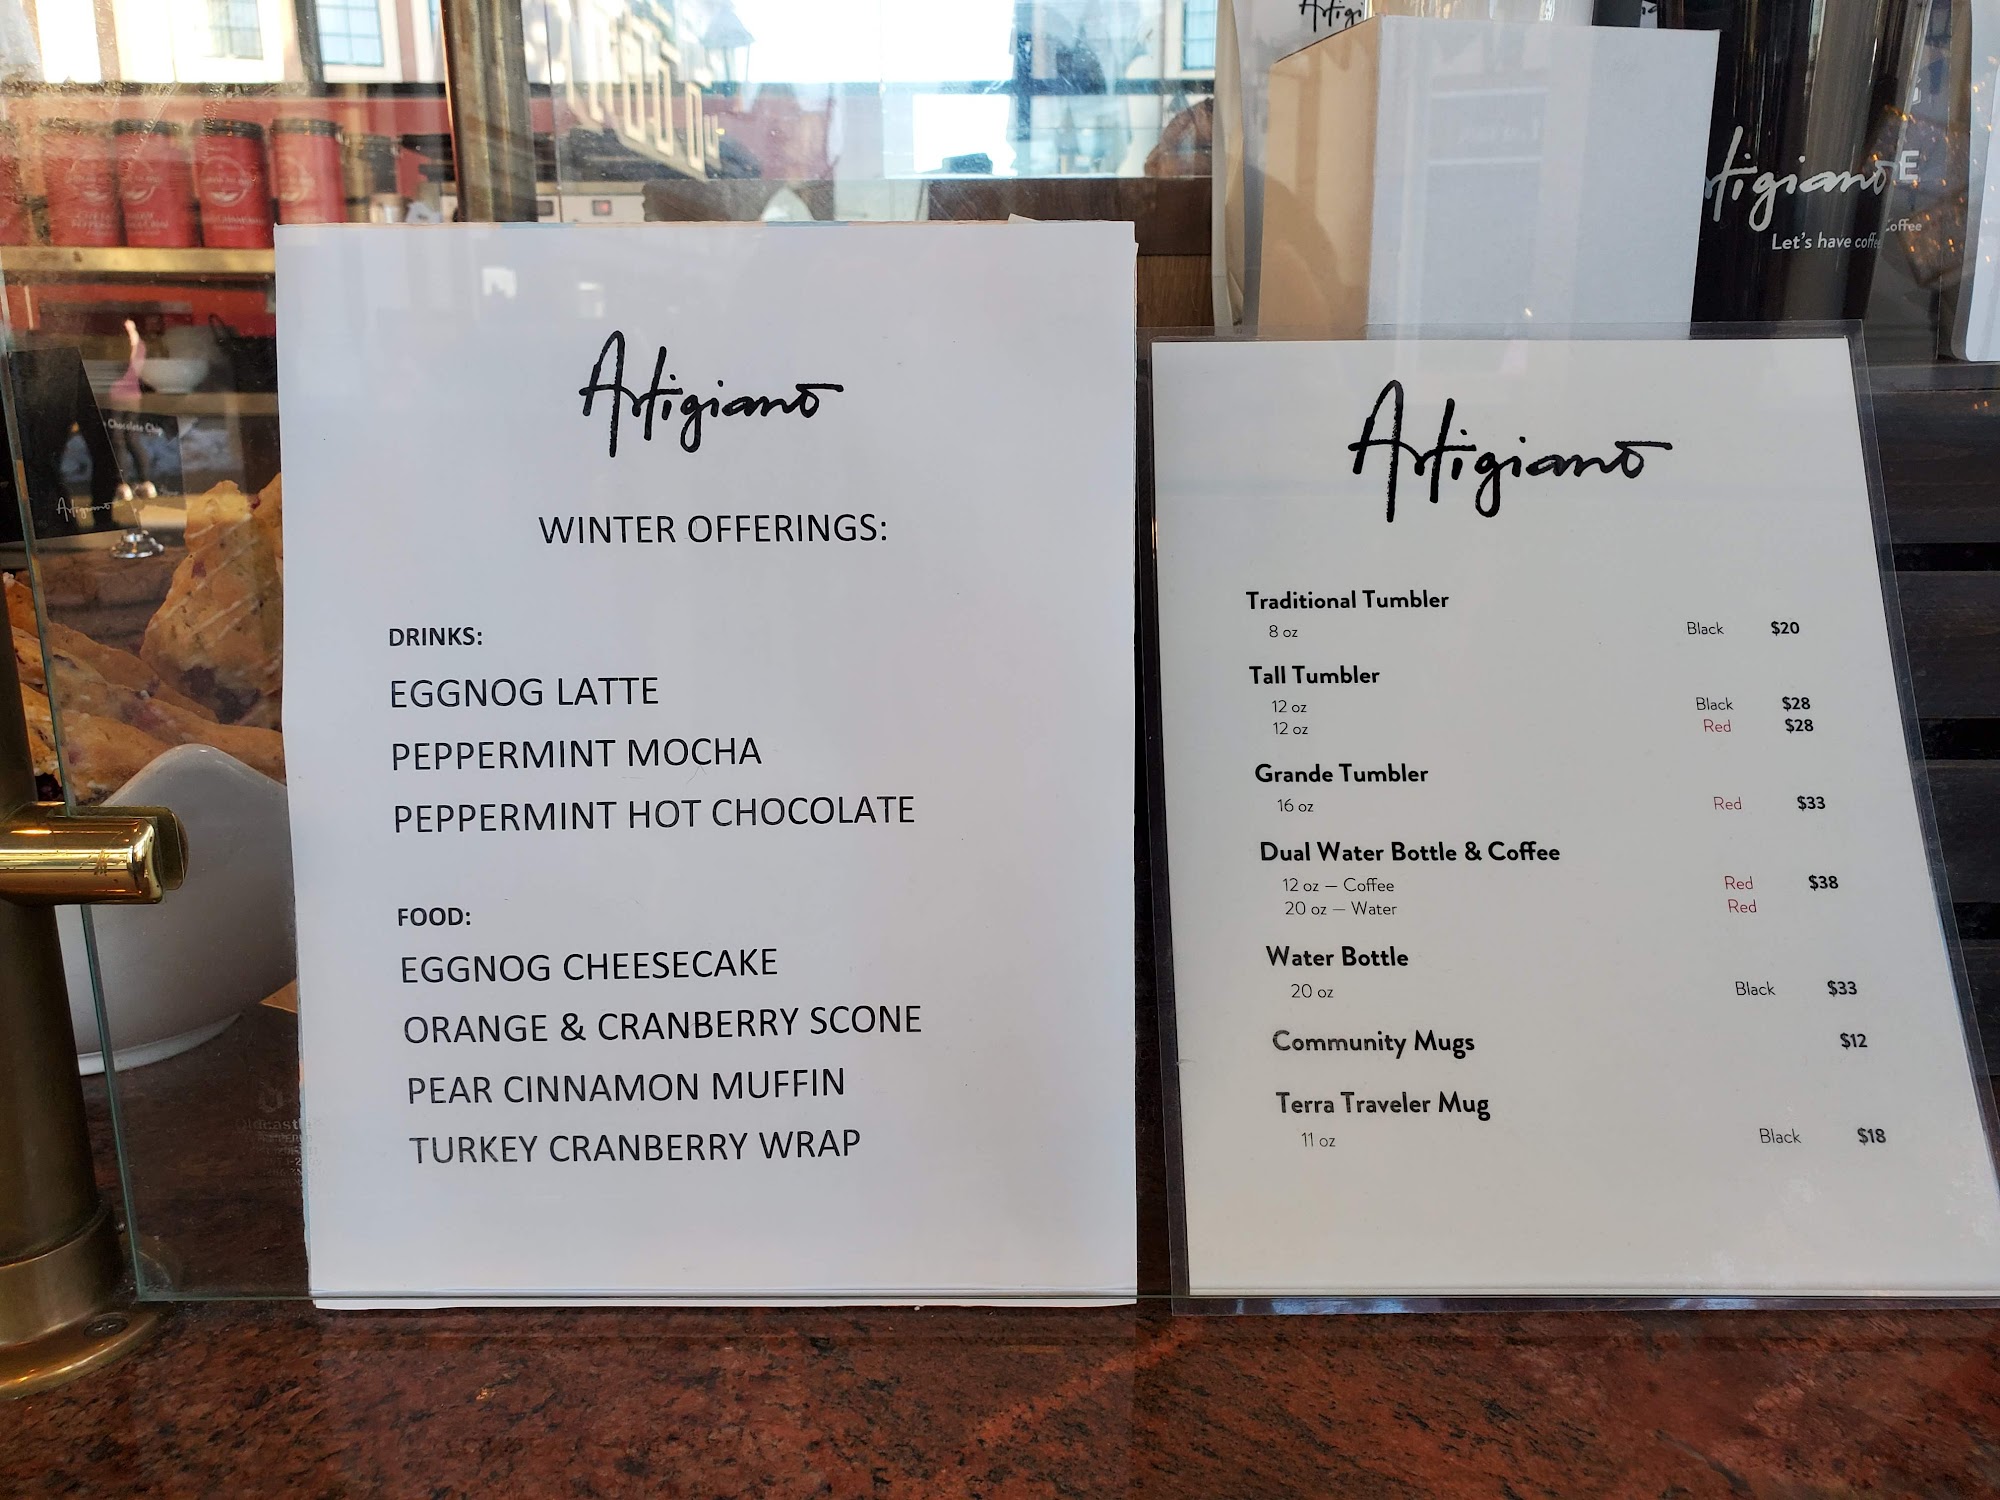 Artigiano
WINTER OFFERINGS:
DRINKS:
EGGNOG LATTE
PEPPERMINT MOCHA
PEPPERMINT HOT CHOCOLATE
FOOD:
EGGNOG CHEESECAKE
ORANGE & CRANBERRY SCONE
PEAR CINNAMON MUFFIN
TURKEY CRANBERRY WRAP
Artigiano
Traditional Tumbler
8 oz Black $20
Tall Tumbler
12 oz Black $28
12 oz Red $28
Grande Tumbler
16 oz Red $33
Dual Water Bottle & Coffee
12 oz – Coffee Red $38
20 oz – Water Red
Water Bottle
20 oz Black $33
Community Mugs $12
Terra Traveler Mug
11 oz Black $18
Artigiano
Let's have coffee
Chocolate Chip
Artigiano